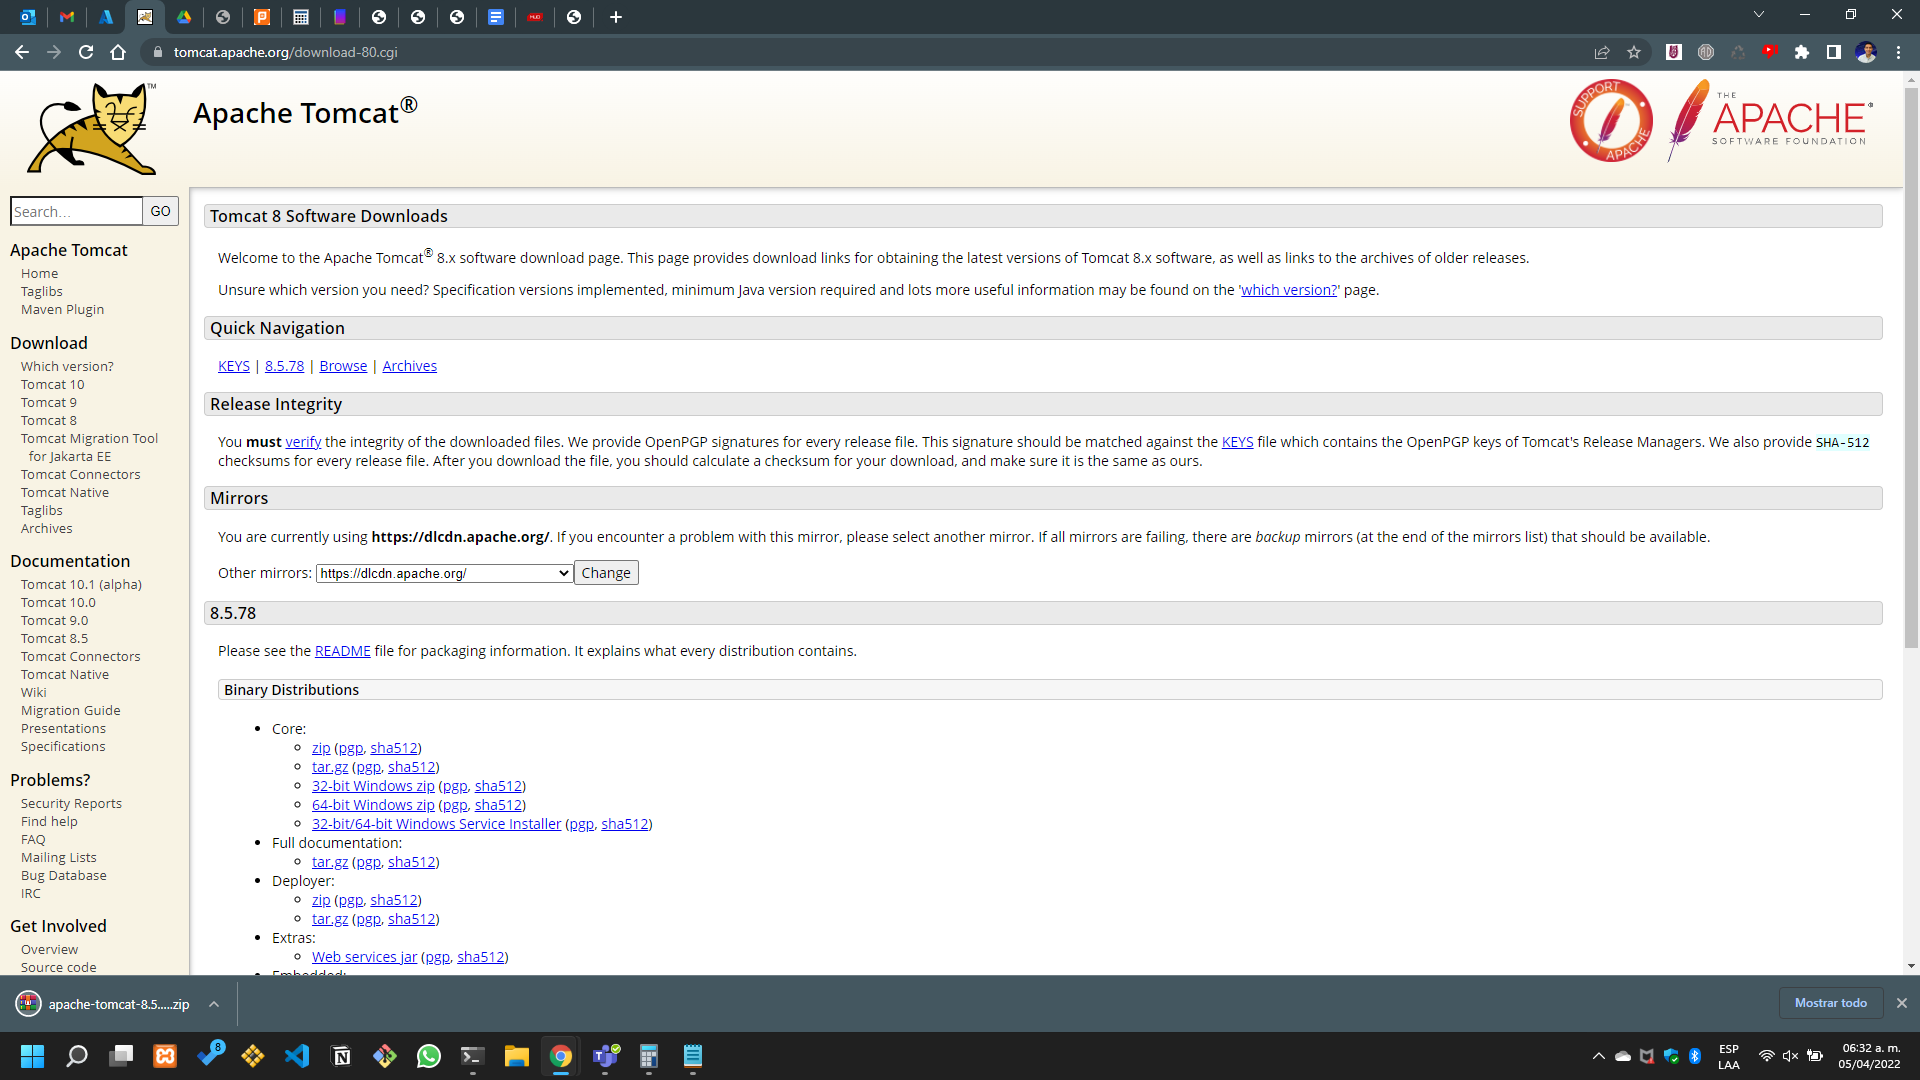 tomcat.apache.org/download-80.cgi
TM
Apache Tomcat®
SUPPORT APACHE
THE
APACHE®
SOFTWARE FOUNDATION
Search…
GO
Apache Tomcat
Home
Taglibs
Maven Plugin
Download
Which version?
Tomcat 10
Tomcat 9
Tomcat 8
Tomcat Migration Tool
for Jakarta EE
Tomcat Connectors
Tomcat Native
Taglibs
Archives
Documentation
Tomcat 10.1 (alpha)
Tomcat 10.0
Tomcat 9.0
Tomcat 8.5
Tomcat Connectors
Tomcat Native
Wiki
Migration Guide
Presentations
Specifications
Problems?
Security Reports
Find help
FAQ
Mailing Lists
Bug Database
IRC
Get Involved
Overview
Source code
Tomcat 8 Software Downloads
Welcome to the Apache Tomcat® 8.x software download page. This page provides download links for obtaining the latest versions of Tomcat 8.x software, as well as links to the archives of older releases.
Unsure which version you need? Specification versions implemented, minimum Java version required and lots more useful information may be found on the 'which version?' page.
Quick Navigation
KEYS | 8.5.78 | Browse | Archives
Release Integrity
You must verify the integrity of the downloaded files. We provide OpenPGP signatures for every release file. This signature should be matched against the KEYS file which contains the OpenPGP keys of Tomcat's Release Managers. We also provide SHA-512
checksums for every release file. After you download the file, you should calculate a checksum for your download, and make sure it is the same as ours.
Mirrors
You are currently using https://dlcdn.apache.org/. If you encounter a problem with this mirror, please select another mirror. If all mirrors are failing, there are backup mirrors (at the end of the mirrors list) that should be available.
Other mirrors: https://dlcdn.apache.org/ Change
8.5.78
Please see the README file for packaging information. It explains what every distribution contains.
Binary Distributions
Core:
zip (pgp, sha512)
tar.gz (pgp, sha512)
32-bit Windows zip (pgp, sha512)
64-bit Windows zip (pgp, sha512)
32-bit/64-bit Windows Service Installer (pgp, sha512)
Full documentation:
tar.gz (pgp, sha512)
Deployer:
zip (pgp, sha512)
tar.gz (pgp, sha512)
Extras:
Web services jar (pgp, sha512)
Embedded:
apache-tomcat-8.5.....zip
Mostrar todo
8
ESP
LAA
06:32 a. m.
05/04/2022